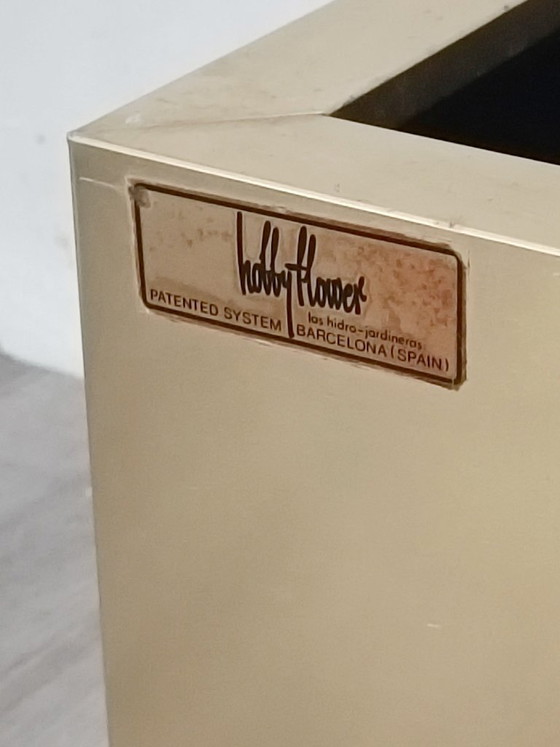 hobby flower
las hidro-jardineras
PATENTED SYSTEM BARCELONA (SPAIN)